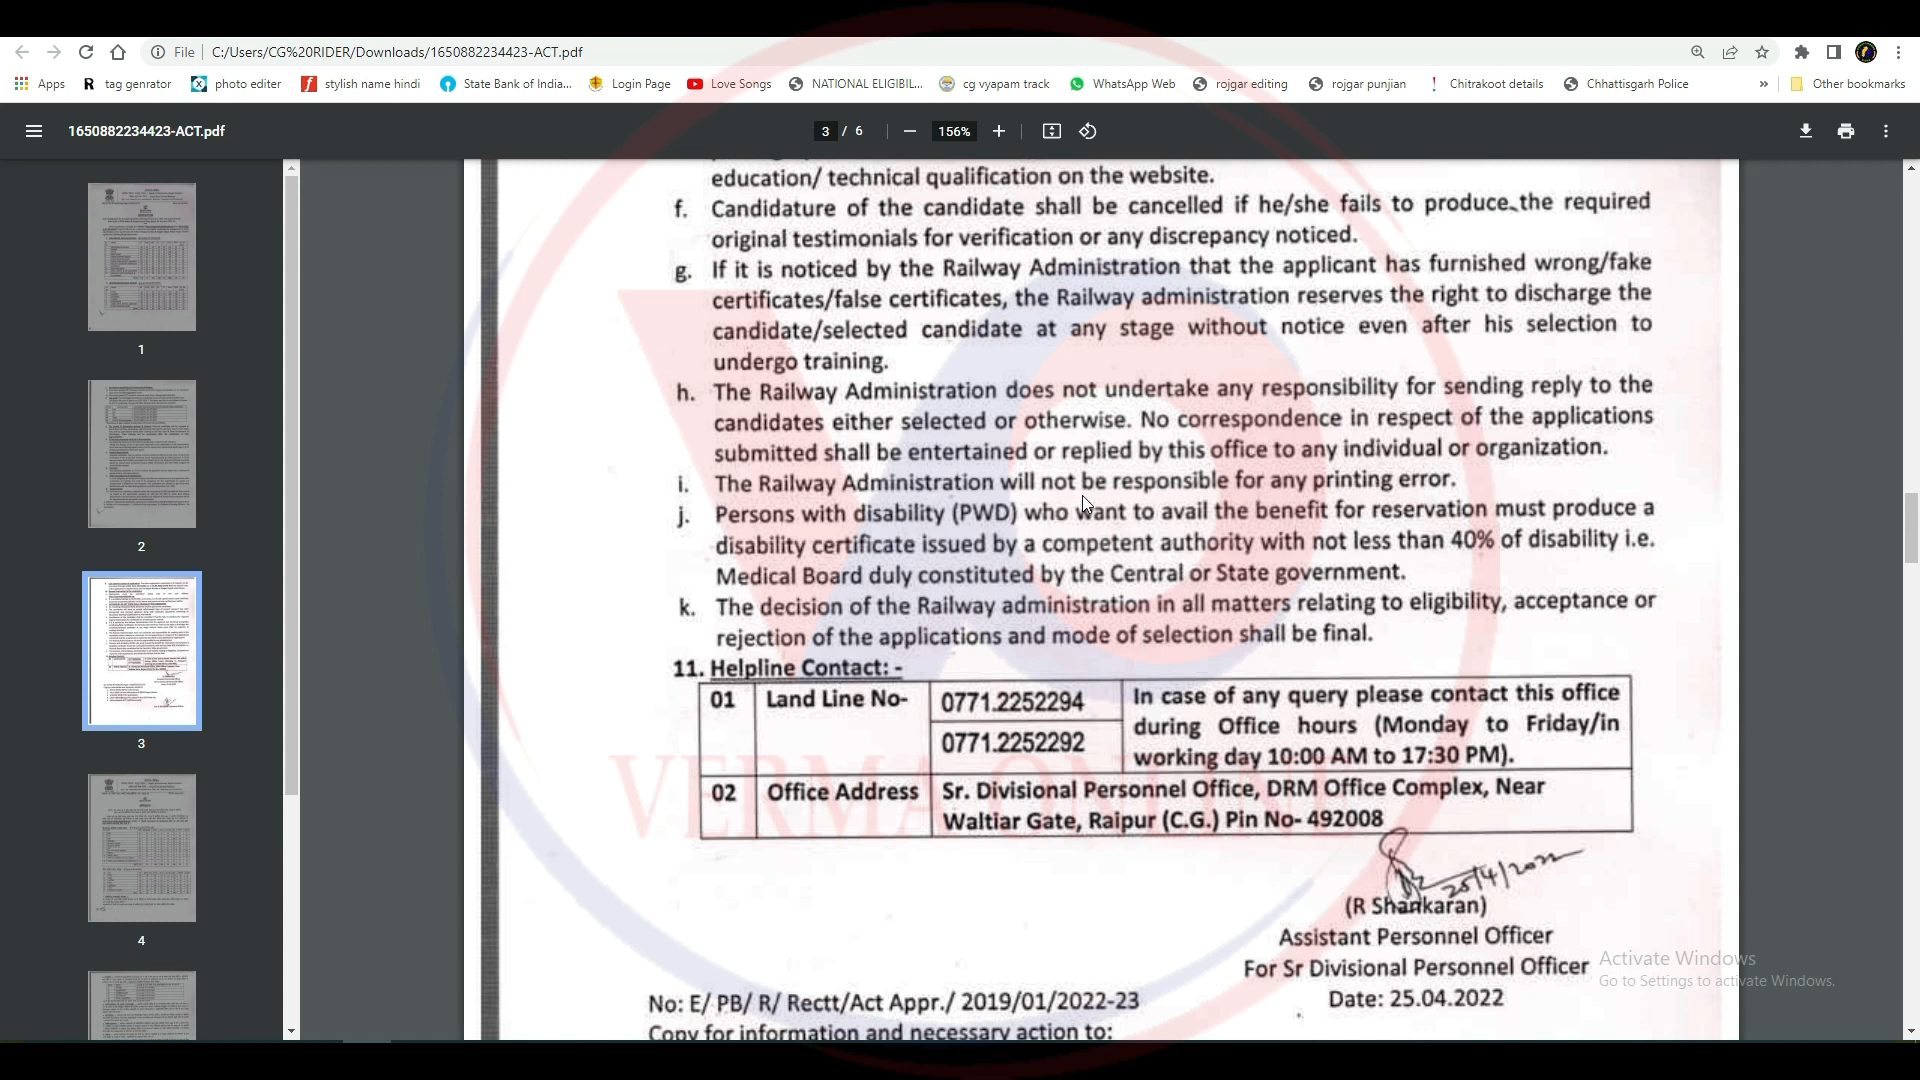 File
C:/Users/CG%20RIDER/Downloads/1650882234423-ACT.pdf
Apps
tag genrator
photo editer
stylish name hindi
State Bank of India...
Login Page
Love Songs
NATIONAL ELIGIBIL...
cg vyapam track
WhatsApp Web
rojgar editing
rojgar punjian
Chitrakoot details
Chhattisgarh Police
»
Other bookmarks
1650882234423-ACT.pdf
3 / 6
156%
1
2
3
4
education/ technical qualification on the website.
f. Candidature of the candidate shall be cancelled if he/she fails to produce the required
original testimonials for verification or any discrepancy noticed.
g. If it is noticed by the Railway Administration that the applicant has furnished wrong/fake
certificates/false certificates, the Railway administration reserves the right to discharge the
candidate/selected candidate at any stage without notice even after his selection to
undergo training.
h. The Railway Administration does not undertake any responsibility for sending reply to the
candidates either selected or otherwise. No correspondence in respect of the applications
submitted shall be entertained or replied by this office to any individual or organization.
i. The Railway Administration will not be responsible for any printing error.
j. Persons with disability (PWD) who want to avail the benefit for reservation must produce a
disability certificate issued by a competent authority with not less than 40% of disability i.e.
Medical Board duly constituted by the Central or State government.
k. The decision of the Railway administration in all matters relating to eligibility, acceptance or
rejection of the applications and mode of selection shall be final.
11. Helpline Contact: -
01 Land Line No- 0771.2252294
0771.2252292
In case of any query please contact this office
during Office hours (Monday to Friday/in
working day 10:00 AM to 17:30 PM).
02 Office Address Sr. Divisional Personnel Office, DRM Office Complex, Near
Waltiar Gate, Raipur (C.G.) Pin No- 492008
VERMA ONLINE
25/4/2022
(R Shankaran)
Assistant Personnel Officer
For Sr Divisional Personnel Officer
Date: 25.04.2022
No: E/ PB/ R/ Rectt/Act Appr./ 2019/01/2022-23
Copy for information and necessary action to:
Activate Windows
Go to Settings to activate Windows.